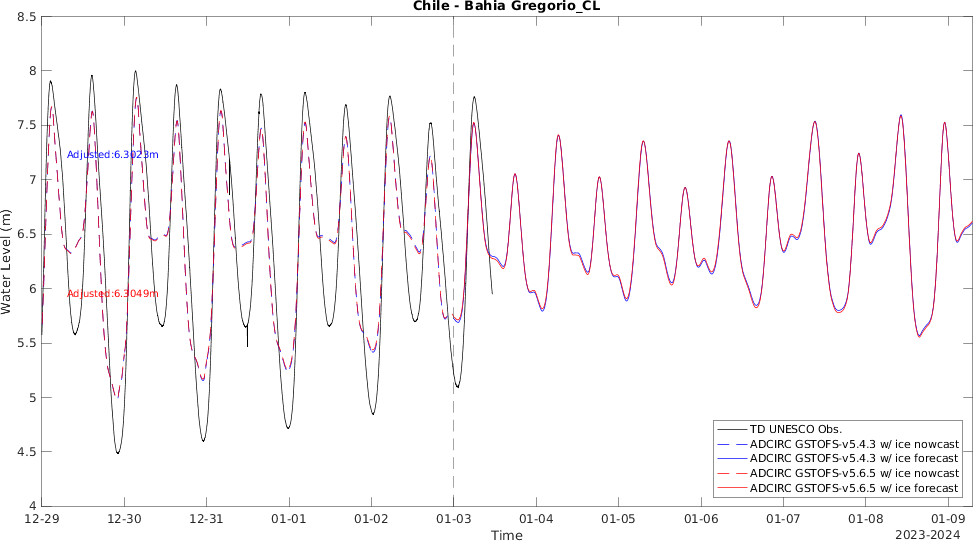 Chile - Bahia Gregorio_CL
8.5
8
7.5
7
6.5
6
5.5
5
4.5
4
Water Level (m)
Adjusted:6.3023m
Adjusted:6.3049m
TD UNESCO Obs.
ADCIRC GSTOFS-v5.4.3 w/ ice nowcast
ADCIRC GSTOFS-v5.4.3 w/ ice forecast
ADCIRC GSTOFS-v5.6.5 w/ ice nowcast
ADCIRC GSTOFS-v5.6.5 w/ ice forecast
12-29 12-30 12-31 01-01 01-02 01-03 01-04 01-05 01-06 01-07 01-08 01-09
Time
2023-2024